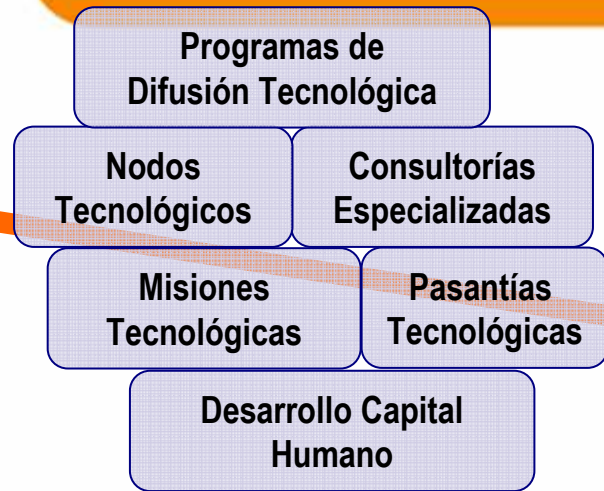 Programas de
Difusión Tecnológica
Nodos
Tecnológicos
Consultorías
Especializadas
Misiones
Tecnológicas
Pasantías
Tecnológicas
Desarrollo Capital
Humano